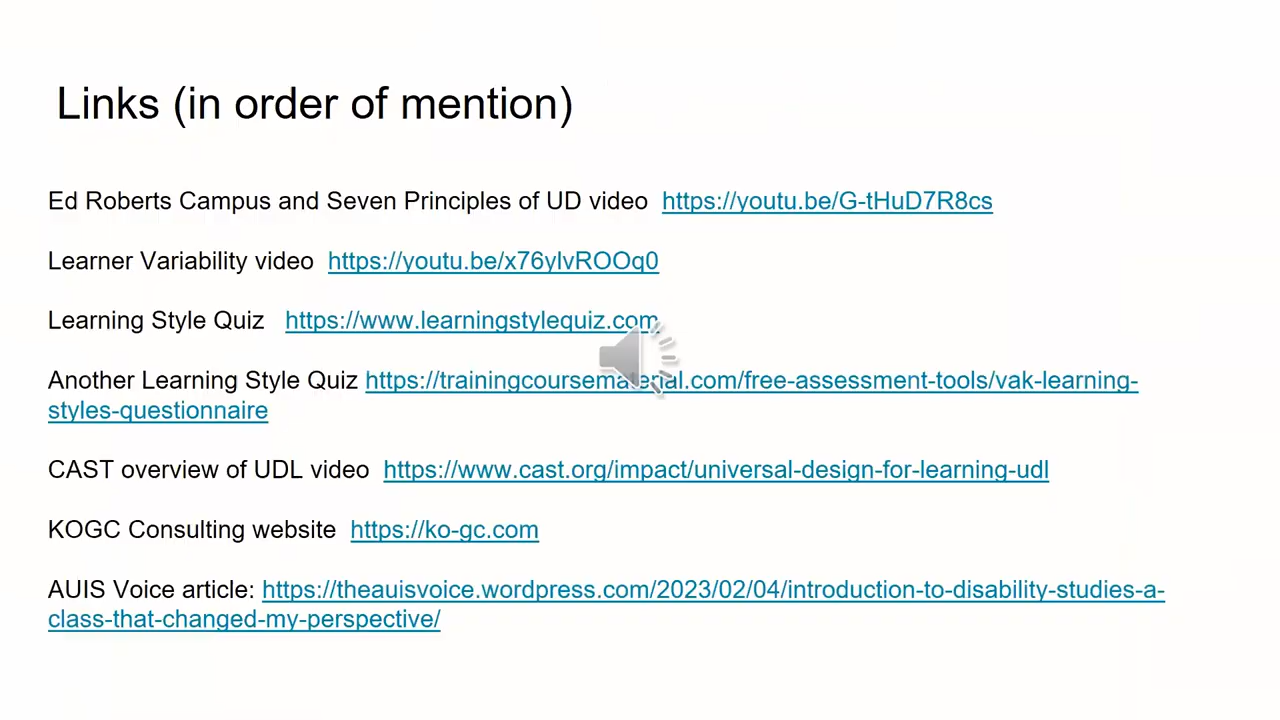 Links (in order of mention)
Ed Roberts Campus and Seven Principles of UD video https://youtu.be/G-tHuD7R8cs
Learner Variability video https://youtu.be/x76ylvROOq0
Learning Style Quiz https://www.learningstylequiz.com
Another Learning Style Quiz https://trainingcoursematerial.com/free-assessment-tools/vak-learning-
styles-questionnaire
CAST overview of UDL video https://www.cast.org/impact/universal-design-for-learning-udl
KOGC Consulting website https://ko-gc.com
AUIS Voice article: https://theauisvoice.wordpress.com/2023/02/04/introduction-to-disability-studies-a-
class-that-changed-my-perspective/